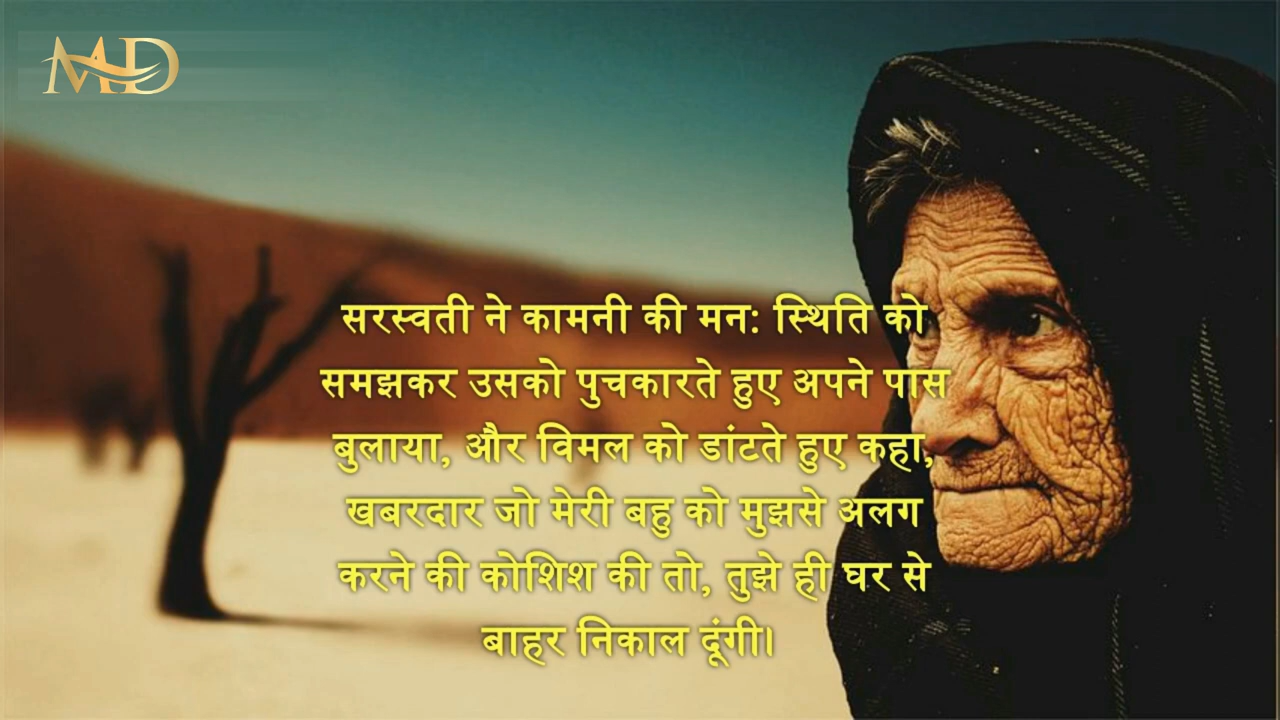 MD
सरस्वती ने कामनी की मन: स्थिति को
समझकर उसको पुचकारते हुए अपने पास
बुलाया, और विमल को डांटते हुए कहा,
खबरदार जो मेरी बहु को मुझसे अलग
करने की कोशिश की तो, तुझे ही घर से
बाहर निकाल दूंगी।